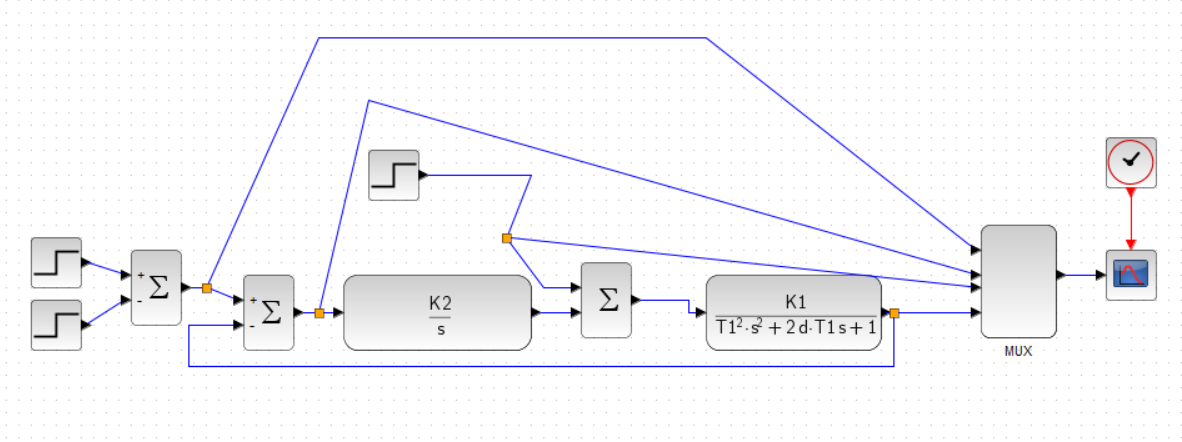 +
-
Σ
+
-
Σ
K2
s
Σ
K1
T1²·s² + 2 d·T1 s + 1
MUX